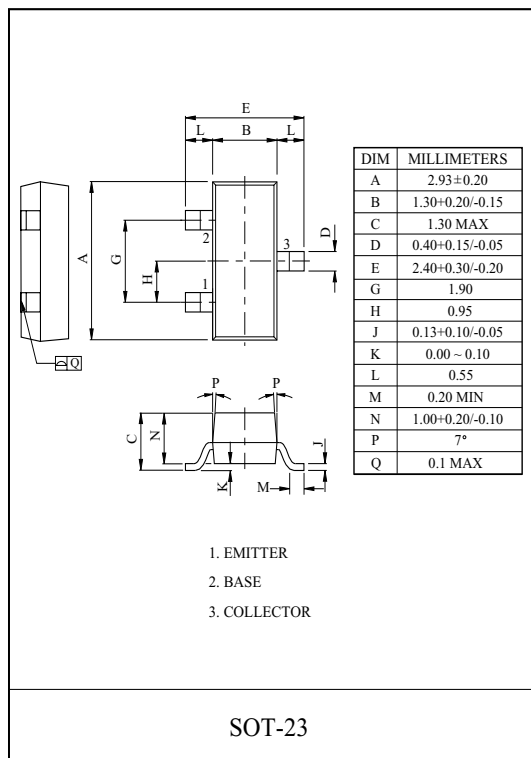 E
L B L
DIM MILLIMETERS
A 2.93±0.20
B 1.30+0.20/-0.15
C 1.30 MAX
D 0.40+0.15/-0.05
E 2.40+0.30/-0.20
G 1.90
H 0.95
J 0.13+0.10/-0.05
K 0.00 ~ 0.10
L 0.55
M 0.20 MIN
N 1.00+0.20/-0.10
P 7°
Q 0.1 MAX
A
G
H
2
3
D
1
Q
P P
C
N
K
M
J
1. EMITTER
2. BASE
3. COLLECTOR
SOT-23